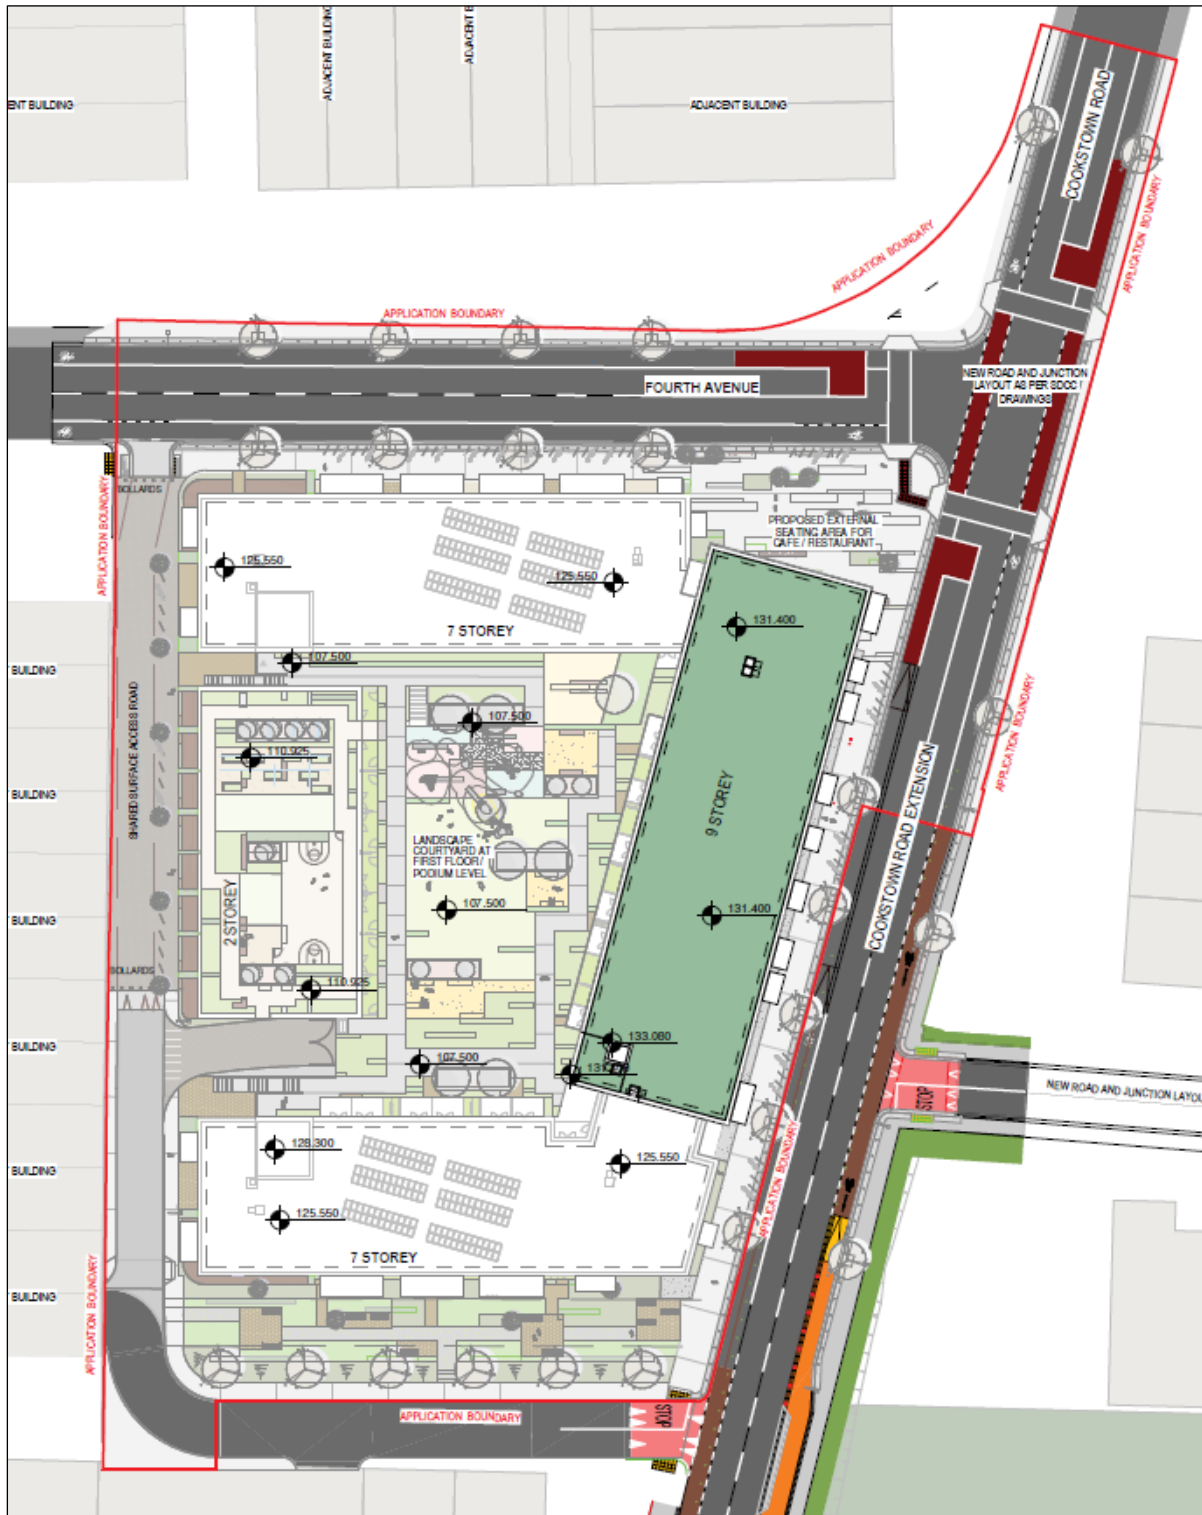 ADJACENT BUILDING
ADJACENT B
ENT BUILDING
ADJACENT BUILDING
COOKSTOWN ROAD
APPLICATION BOUNDARY
APPLICATION BOUNDARY
APPLICATION BOUNDARY
FOURTH AVENUE
NEW ROAD AND JUNCTION
LAYOUT AS PER SDCC
DRAWINGS
BOLLARDS
APPLICATION BOUNDARY
PROPOSED EXTERNAL
SEATING AREA FOR
CAFE / RESTAURANT
125.550
125.550
7 STOREY
131.400
107.500
BUILDING
107.500
110.925
SHARED SURFACE ACCESS ROAD
APPLICATION BOUNDARY
9 STOREY
BUILDING
LANDSCAPE
COURTYARD AT
FIRST FLOOR/
PODIUM LEVEL
COOKSTOWN ROAD EXTENSION
2 STOREY
107.500
131.400
BUILDING
BOLLARDS
110.925
133.080
BUILDING
107.500
STOP
NEW ROAD AND JUNCTION LAYOU
128.300
125.550
BUILDING
APPLICATION BOUNDARY
125.550
7 STOREY
BUILDING
APPLICATION BOUNDARY
APPLICATION BOUNDARY
STOP